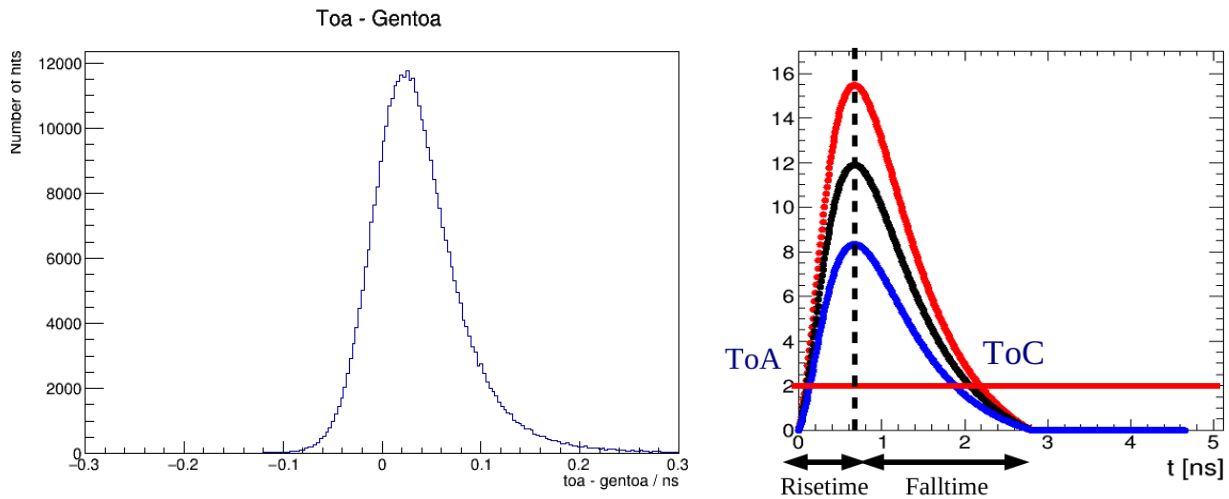 Toa - Gentoa
Number of hits
12000
10000
8000
6000
4000
2000
0
−0.3 −0.2 −0.1 0 0.1 0.2 0.3
toa - gentoa / ns
16
14
12
10
8
6
4
2
0
ToA
ToC
0 1 2 3 4 5
t [ns]
Risetime Falltime